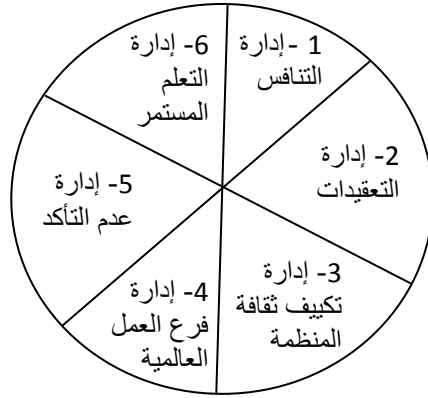 1 - إدارة
التنافس
2- إدارة
التعقيدات
3- إدارة
تكييف ثقافة
المنظمة
4- إدارة
فرع العمل
العالمية
5- إدارة
عدم التأكد
6- إدارة
التعلم
المستمر